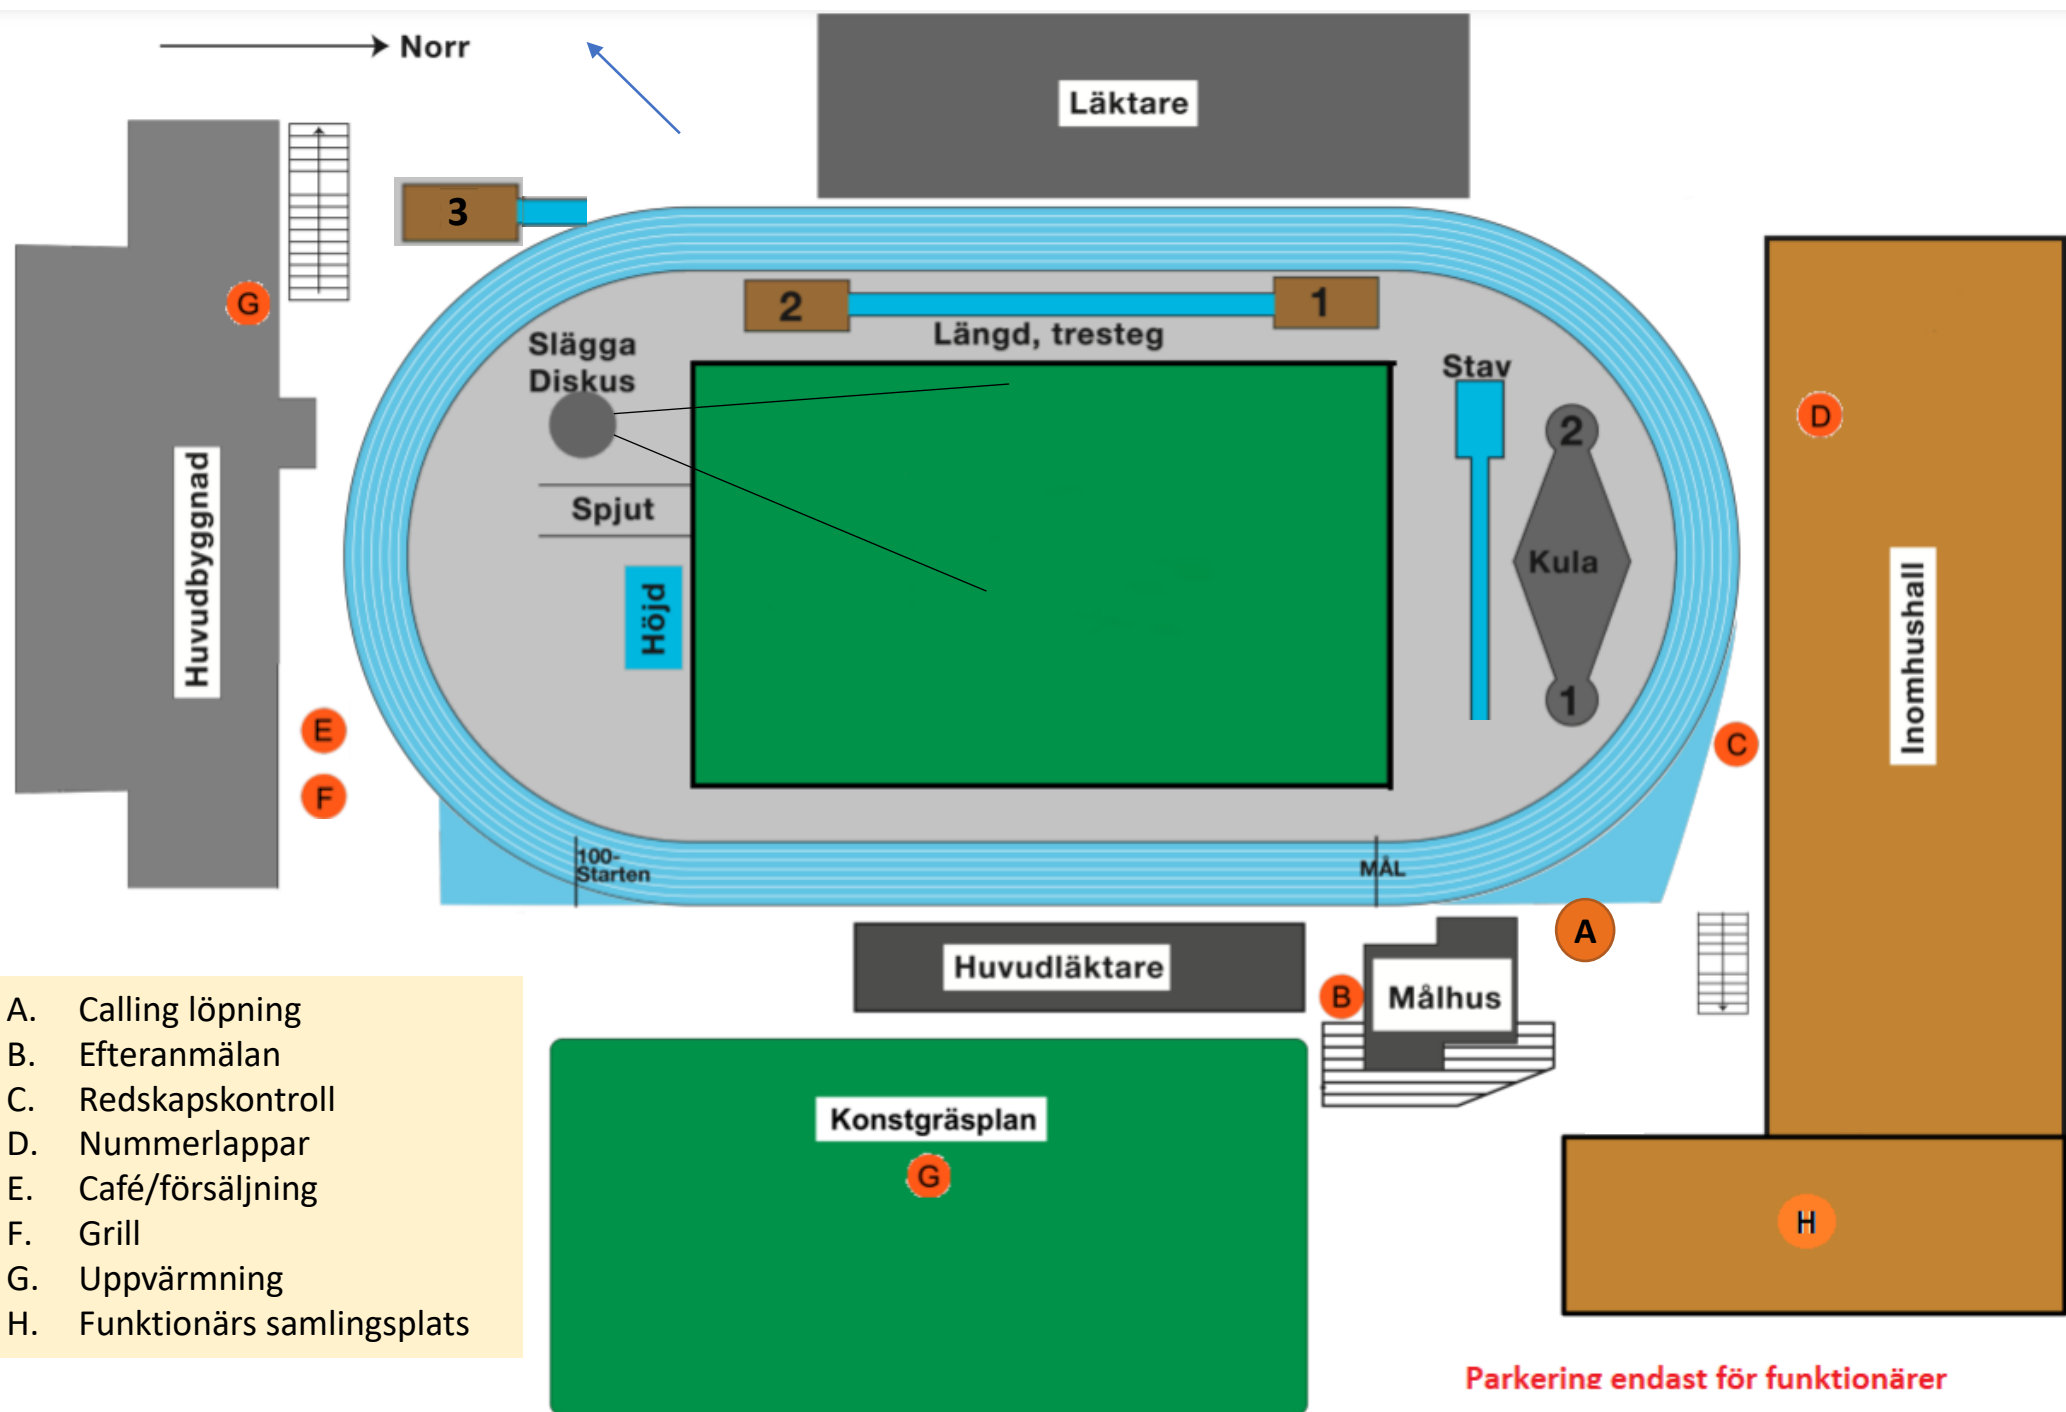 Norr
Läktare
3
G
2
1
Längd, tresteg
Slägga
Diskus
Stav
2
D
Spjut
Kula
Höjd
Huvudbyggnad
Inomhushall
1
E
C
F
100-
Starten
MÅL
A
Huvudläktare
B
Målhus
A. Calling löpning
B. Efteranmälan
C. Redskapskontroll
D. Nummerlappar
E. Café/försäljning
F. Grill
G. Uppvärmning
H. Funktionärs samlingsplats
Konstgräsplan
G
H
Parkering endast för funktionärer